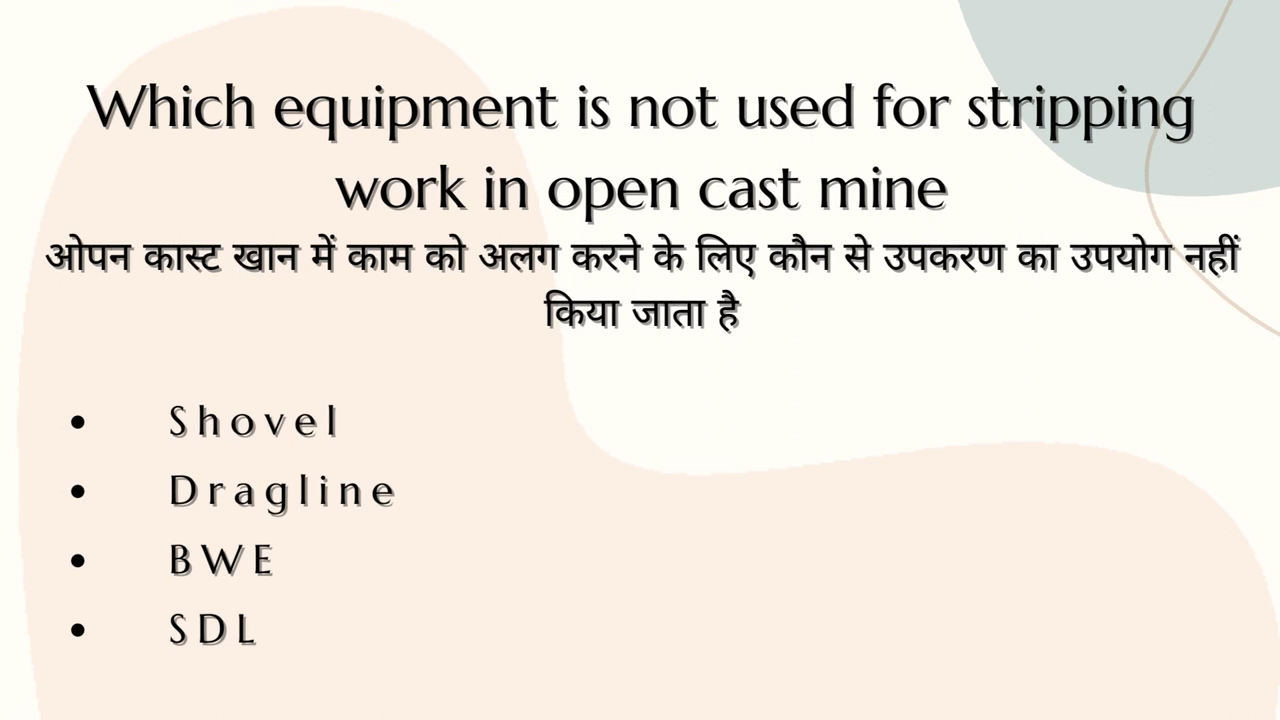 Which equipment is not used for stripping
work in open cast mine
ओपन कास्ट खान में काम को अलग करने के लिए कौन से उपकरण का उपयोग नहीं
किया जाता है
• Shovel
• Dragline
• BWE
• SDL